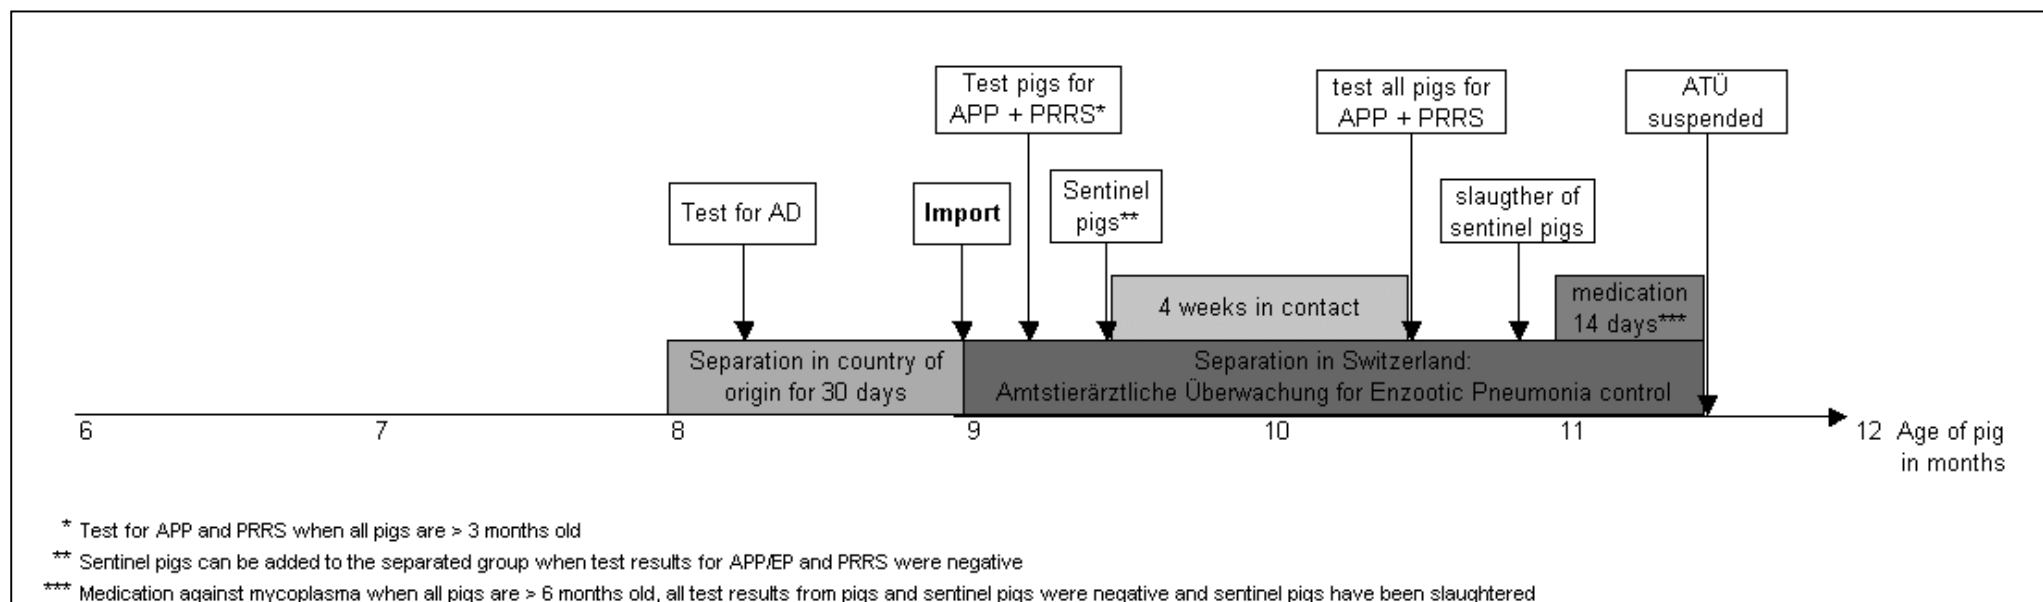 Test pigs for
APP + PRRS*
test all pigs for
APP + PRRS
ATÜ
suspended
Test for AD
Import
Sentinel
pigs**
slaugther of
sentinel pigs
4 weeks in contact
medication
14 days***
Separation in country of
origin for 30 days
Separation in Switzerland:
Amtstierärztliche Überwachung for Enzootic Pneumonia control
6 7 8 9 10 11 12 Age of pig
in months
* Test for APP and PRRS when all pigs are > 3 months old
** Sentinel pigs can be added to the separated group when test results for APP/EP and PRRS were negative
*** Medication against mycoplasma when all pigs are > 6 months old, all test results from pigs and sentinel pigs were negative and sentinel pigs have been slaughtered